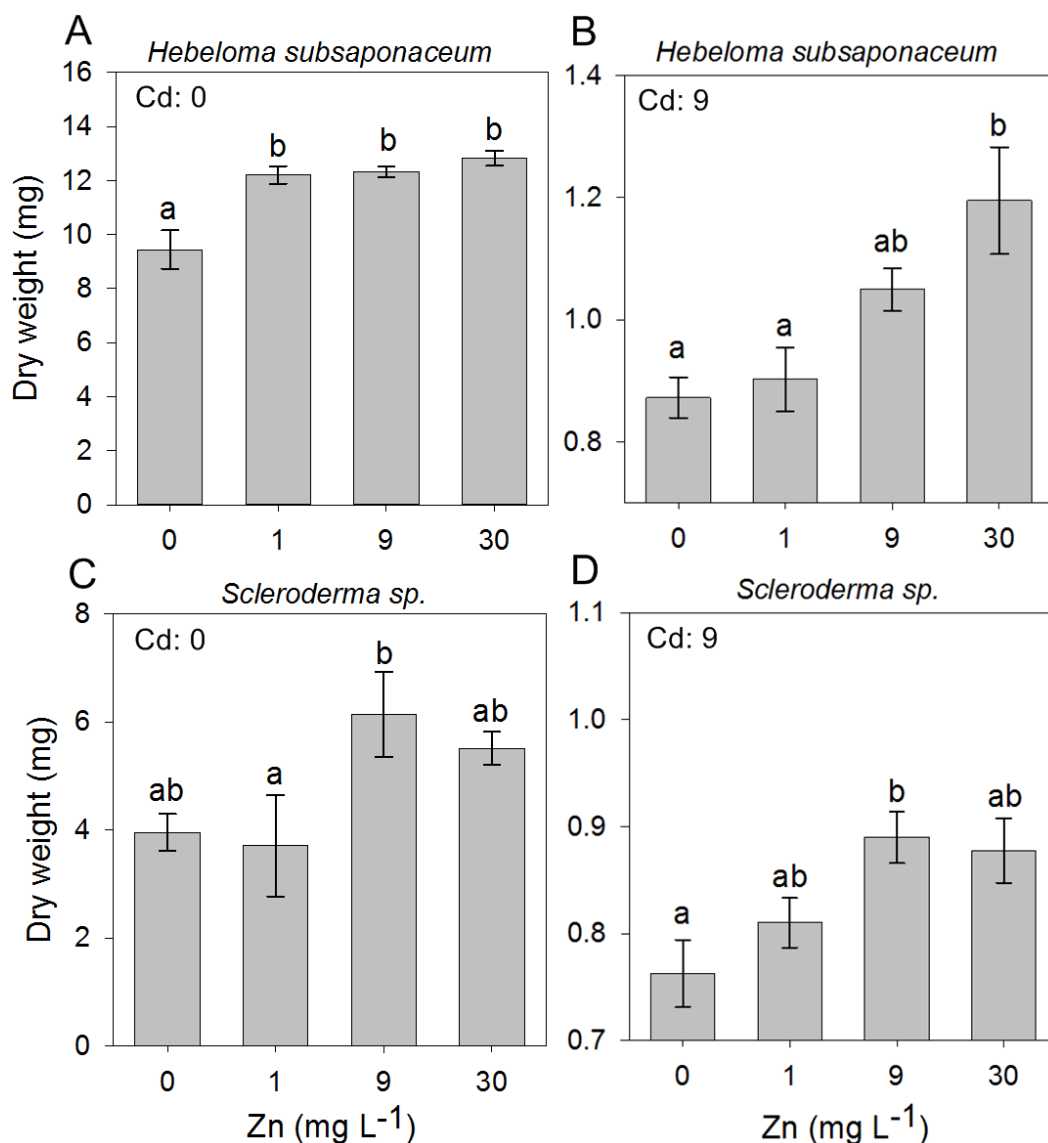 A
Hebeloma subsaponaceum
Cd: 0
Dry weight (mg)
16
14
12
10
8
6
4
2
0
a
b
b
b
0 1 9 30
B
Hebeloma subsaponaceum
Cd: 9
1.4
1.2
1.0
0.8
a
a
ab
b
0 1 9 30
C
Scleroderma sp.
Cd: 0
Dry weight (mg)
8
6
4
2
0
ab
a
b
ab
0 1 9 30
Zn (mg L-1)
D
Scleroderma sp.
Cd: 9
1.1
1.0
0.9
0.8
0.7
a
ab
b
ab
0 1 9 30
Zn (mg L-1)